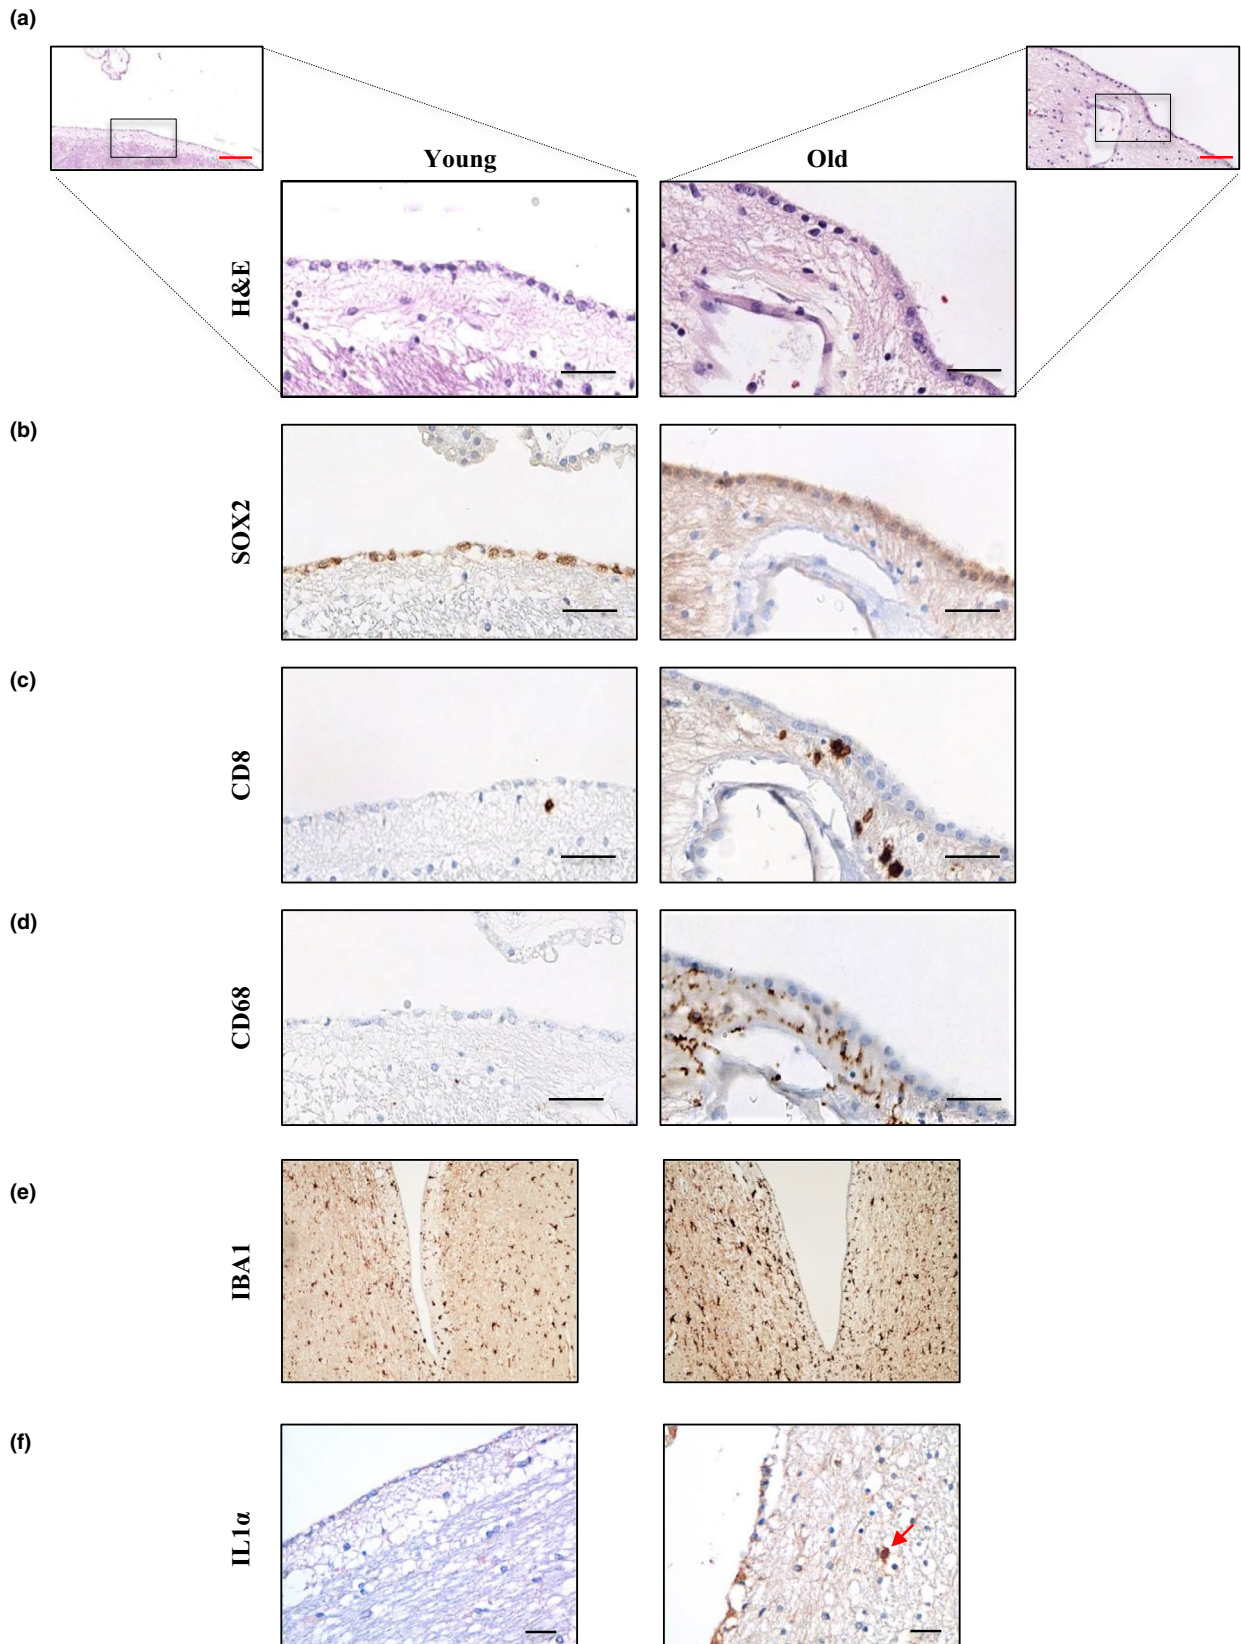 (a)
Young
Old
H&E
(b)
SOX2
(c)
CD8
(d)
CD68
(e)
IBA1
(f)
IL1α